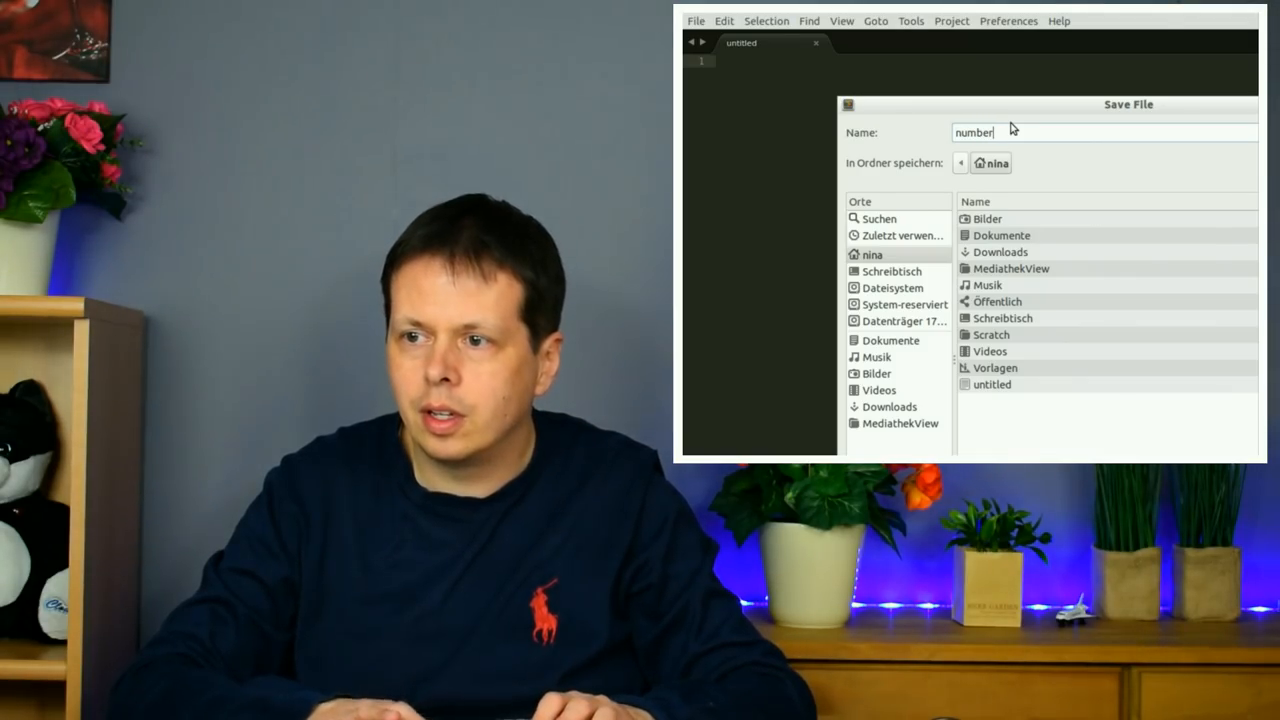 File Edit Selection Find View Goto Tools Project Preferences Help
untitled
1
Save File
Name: number
In Ordner speichern: nina
Orte Name
Suchen Bilder
Zuletzt verwen... Dokumente
nina Downloads
Schreibtisch MediathekView
Dateisystem Musik
System-reserviert Öffentlich
Datenträger 17... Schreibtisch
Dokumente Scratch
Musik Videos
Bilder Vorlagen
Videos untitled
Downloads
MediathekView
HERB GARDEN